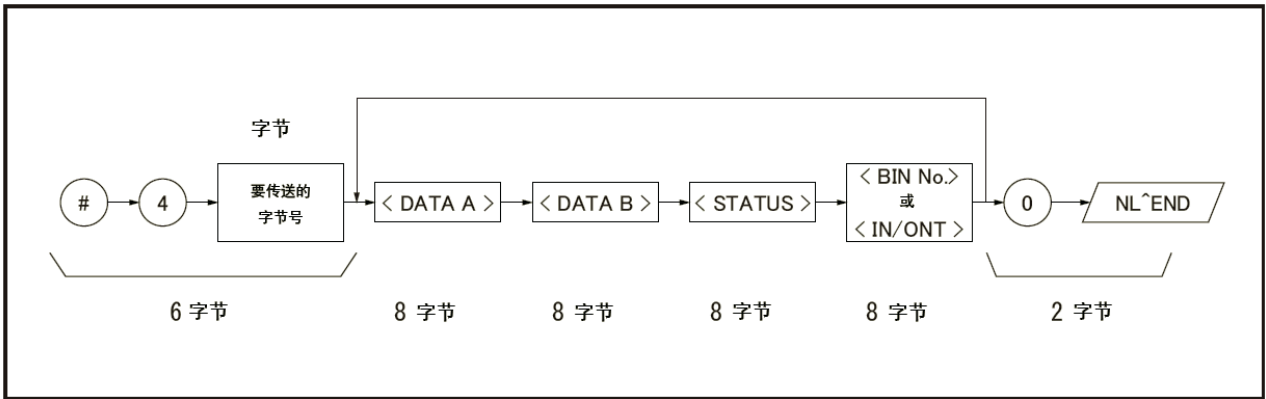 字节
# 4 要传送的
字节号
< DATA A >
< DATA B >
< STATUS >
< BIN No.>
或
< IN/ONT >
0
NL^END
6 字节
8 字节
8 字节
8 字节
8 字节
2 字节